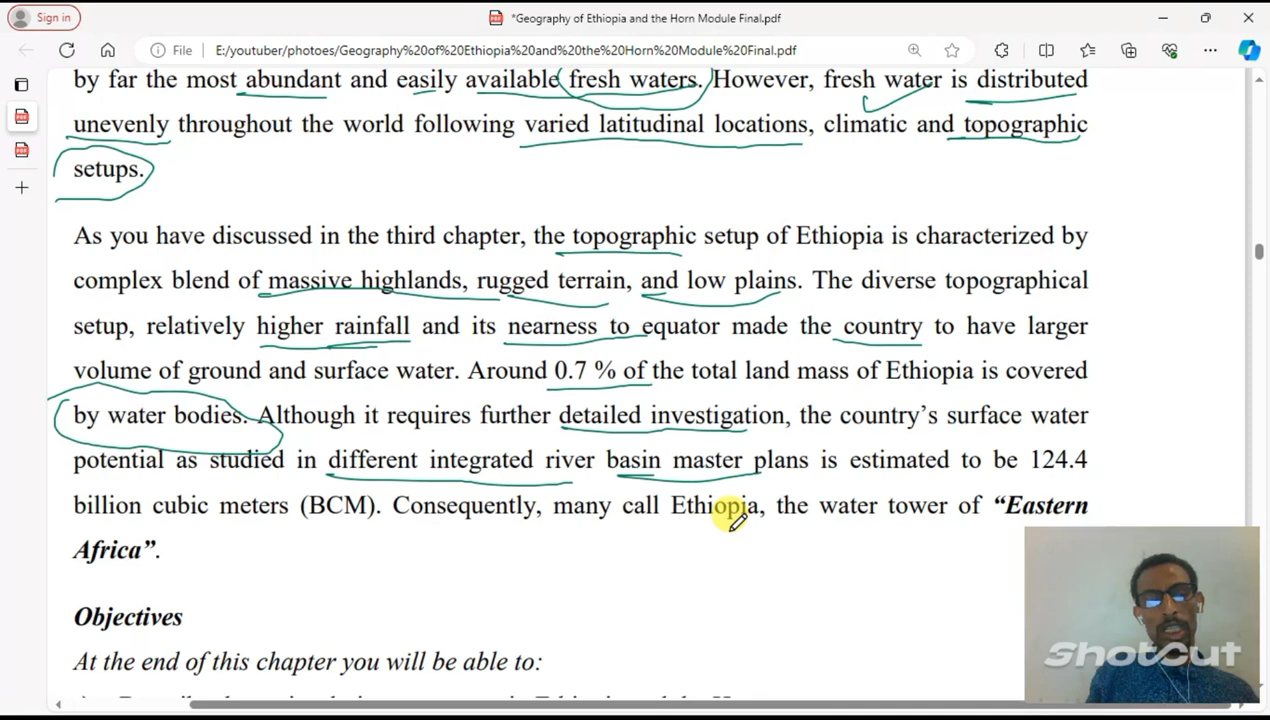 Sign in
*Geography of Ethiopia and the Horn Module Final.pdf
File
E:/youtuber/photoes/Geography%20of%20Ethiopia%20and%20the%20Horn%20Module%20Final.pdf
by far the most abundant and easily available fresh waters. However, fresh water is distributed
unevenly throughout the world following varied latitudinal locations, climatic and topographic
setups.
As you have discussed in the third chapter, the topographic setup of Ethiopia is characterized by
complex blend of massive highlands, rugged terrain, and low plains. The diverse topographical
setup, relatively higher rainfall and its nearness to equator made the country to have larger
volume of ground and surface water. Around 0.7 % of the total land mass of Ethiopia is covered
by water bodies. Although it requires further detailed investigation, the country's surface water
potential as studied in different integrated river basin master plans is estimated to be 124.4
billion cubic meters (BCM). Consequently, many call Ethiopia, the water tower of “Eastern
Africa”.
Objectives
At the end of this chapter you will be able to:
SHOTCUT